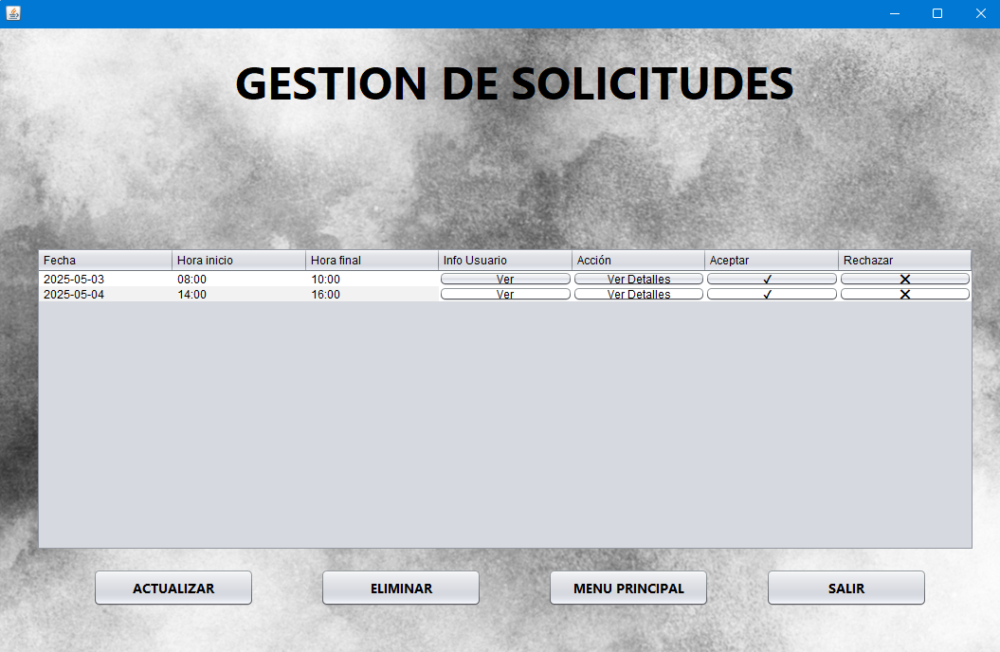 GESTION DE SOLICITUDES
Fecha Hora inicio Hora final Info Usuario Acción Aceptar Rechazar
2025-05-03 08:00 10:00 Ver Ver Detalles ✓ ✕
2025-05-04 14:00 16:00 Ver Ver Detalles ✓ ✕
ACTUALIZAR ELIMINAR MENU PRINCIPAL SALIR